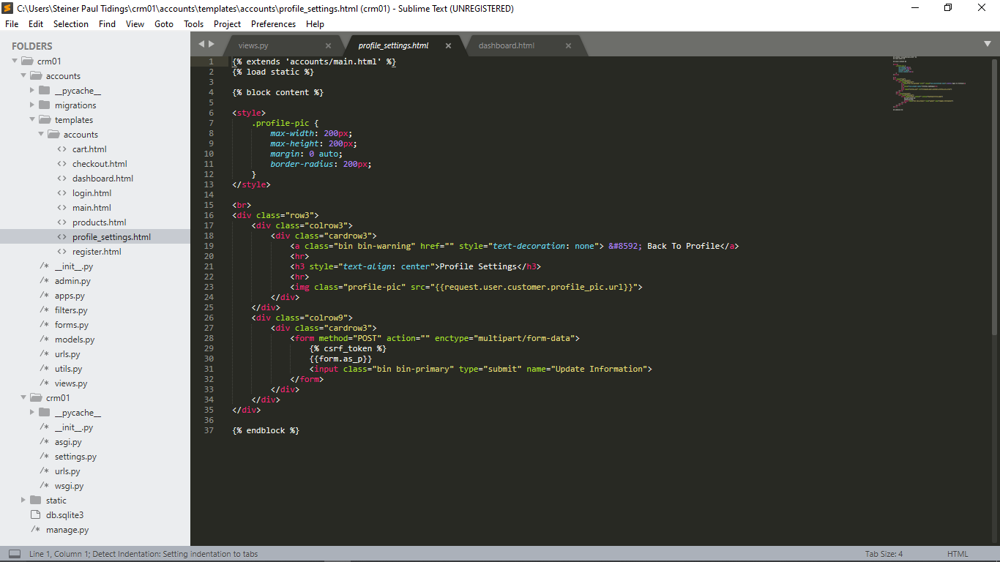 C:\Users\Steiner Paul Tidings\crm01\accounts\templates\accounts\profile_settings.html (crm01) - Sublime Text (UNREGISTERED)
File Edit Selection Find View Goto Tools Project Preferences Help
FOLDERS
crm01
accounts
__pycache__
migrations
templates
accounts
<> cart.html
<> checkout.html
<> dashboard.html
<> login.html
<> main.html
<> products.html
<> profile_settings.html
<> register.html
/* __init__.py
/* admin.py
/* apps.py
/* filters.py
/* forms.py
/* models.py
/* urls.py
/* utils.py
/* views.py
crm01
__pycache__
/* __init__.py
/* asgi.py
/* settings.py
/* urls.py
/* wsgi.py
static
db.sqlite3
/* manage.py
views.py × profile_settings.html × dashboard.html ×
1 {% extends 'accounts/main.html' %}
2 {% load static %}
3
4 {% block content %}
5
6 <style>
7 .profile-pic {
8 max-width: 200px;
9 max-height: 200px;
10 margin: 0 auto;
11 border-radius: 200px;
12 }
13 </style>
14
15 <br>
16 <div class="row3">
17 <div class="colrow3">
18 <div class="cardrow3">
19 <a class="bin bin-warning" href="" style="text-decoration: none"> &#8592; Back To Profile</a>
20 <hr>
21 <h3 style="text-align: center">Profile Settings</h3>
22 <hr>
23 <img class="profile-pic" src="{{request.user.customer.profile_pic.url}}">
24 </div>
25 </div>
26 <div class="colrow9">
27 <div class="cardrow3">
28 <form method="POST" action="" enctype="multipart/form-data">
29 {% csrf_token %}
30 {{form.as_p}}
31 <input class="bin bin-primary" type="submit" name="Update Information">
32 </form>
33 </div>
34 </div>
35 </div>
36
37 {% endblock %}
Line 1, Column 1; Detect Indentation: Setting indentation to tabs Tab Size: 4 HTML